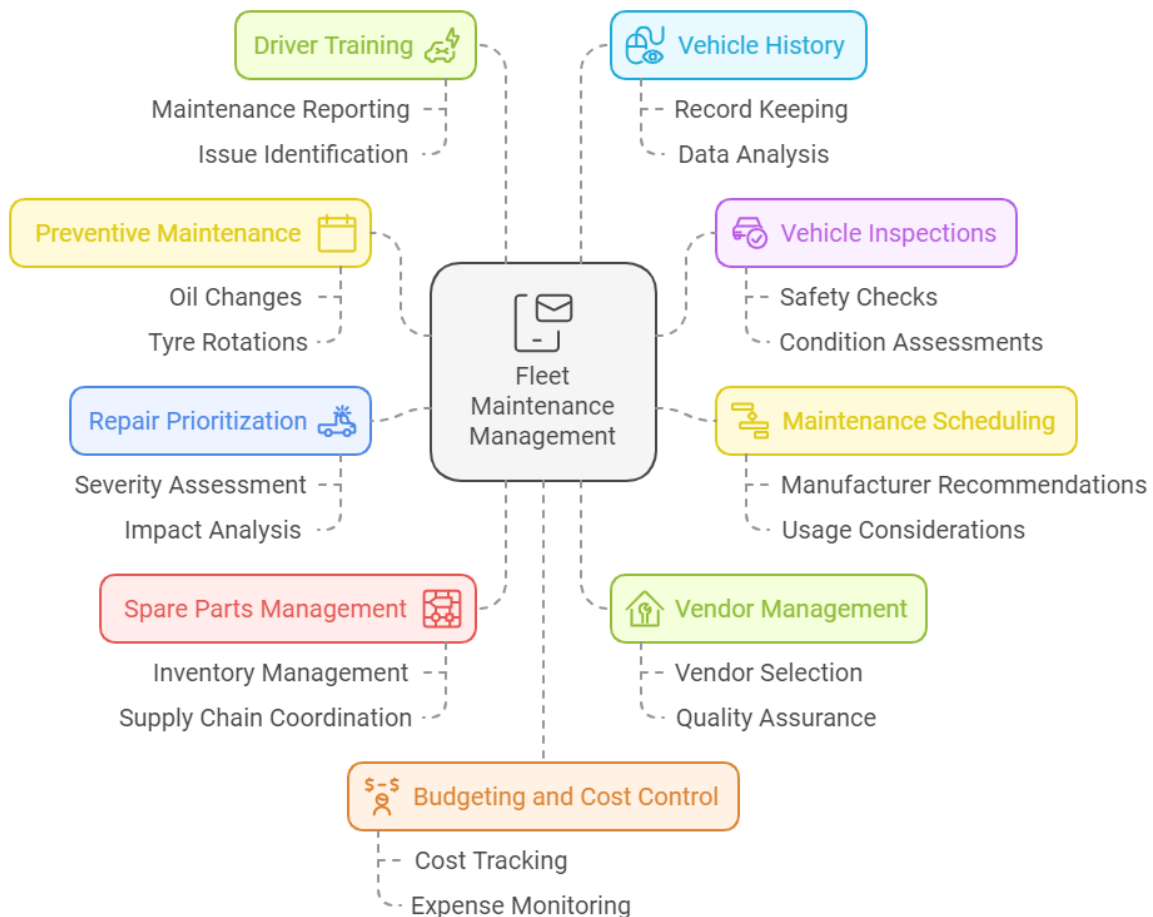 Driver Training
Maintenance Reporting
Issue Identification
Vehicle History
Record Keeping
Data Analysis
Preventive Maintenance
Oil Changes
Tyre Rotations
Vehicle Inspections
Safety Checks
Condition Assessments
Fleet
Maintenance
Management
Repair Prioritization
Severity Assessment
Impact Analysis
Maintenance Scheduling
Manufacturer Recommendations
Usage Considerations
Spare Parts Management
Inventory Management
Supply Chain Coordination
Vendor Management
Vendor Selection
Quality Assurance
$-$
Budgeting and Cost Control
Cost Tracking
Expense Monitoring